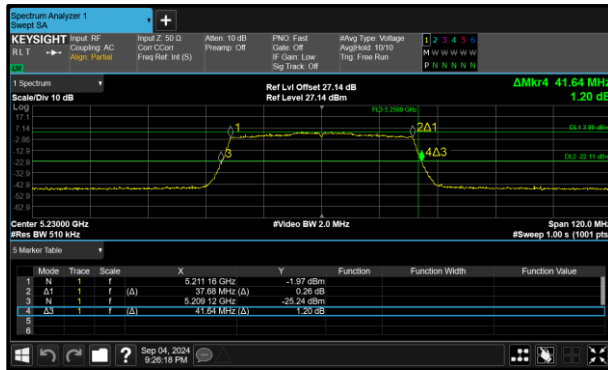 Spectrum Analyzer 1
Swept SA
+
KEYSIGHT Input: RF Input Z: 50 Ω Atten: 10 dB PNO: Fast #Avg Type: Voltage 1 2 3 4 5 6
RLT Coupling: AC Corr CCorr Preamp: Off Gate: Off Avg|Hold: 10/10 M W W W W W
Align: Partial Freq Ref: Int (S) IF Gain: Low Trig: Free Run P N N N N N
Sig Track: Off
1 Spectrum Ref Lvl Offset 27.14 dB ΔMkr4 41.64 MHz
Scale/Div 10 dB Ref Level 27.14 dBm 1.20 dB
Log
17.1
7.14
-2.86
-12.9
-22.9
-32.9
-42.9
-52.9
-62.9
1
2Δ1
3
4Δ3
Center 5.23000 GHz #Video BW 2.0 MHz Span 120.0 MHz
#Res BW 510 kHz #Sweep 1.00 s (1001 pts
5 Marker Table
Mode Trace Scale X Y Function Function Width Function Value
1 N 1 f 5.211 16 GHz -1.97 dBm
2 Δ1 1 f (Δ) 37.68 MHz (Δ) 0.26 dB
3 N 1 f 5.209 12 GHz -25.24 dBm
4 Δ3 1 f (Δ) 41.64 MHz (Δ) 1.20 dB
5
6
? Sep 04, 2024
9:26:18 PM